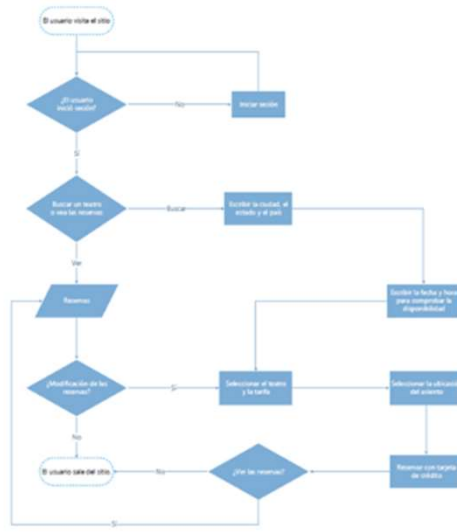 El usuario visita el sitio
¿El usuario
inició sesión?
No
Iniciar sesión
Sí
Buscar un teatro
o vea las reservas
Buscar
Escribir la ciudad, el
estado y el país
Ver
Reservas
Escribir la fecha y hora
para comprobar la
disponibilidad
¿Modificación de las
reservas?
Sí
Seleccionar el teatro
y la tarifa
Seleccionar la ubicación
del asiento
No
El usuario sale del sitio
No
¿Ver las reservas?
Reservar con tarjeta
de crédito
Sí